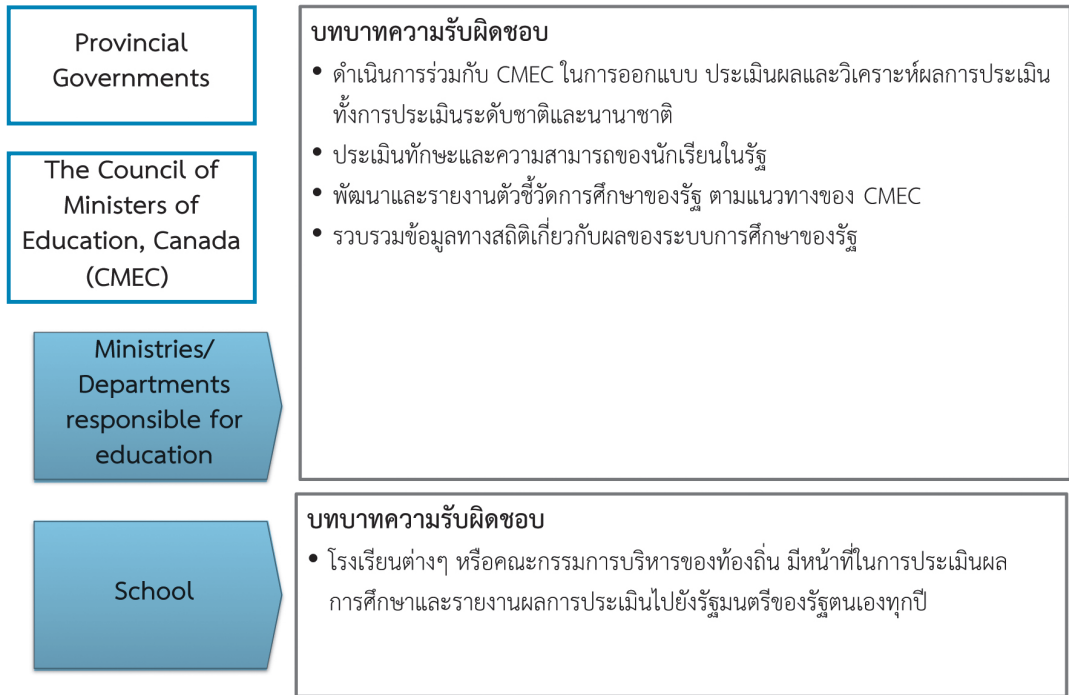 Provincial
Governments
The Council of
Ministers of
Education, Canada
(CMEC)
Ministries/
Departments
responsible for
education
บทบาทความรับผิดชอบ
• ดำเนินการร่วมกับ CMEC ในการออกแบบ ประเมินผลและวิเคราะห์ผลการประเมิน
ทั้งการประเมินระดับชาติและนานาชาติ
• ประเมินทักษะและความสามารถของนักเรียนในรัฐ
• พัฒนาและรายงานตัวชี้วัดการศึกษาของรัฐ ตามแนวทางของ CMEC
• รวบรวมข้อมูลทางสถิติเกี่ยวกับผลของระบบการศึกษาของรัฐ
School
บทบาทความรับผิดชอบ
• โรงเรียนต่างๆ หรือคณะกรรมการบริหารของท้องถิ่น มีหน้าที่ในการประเมินผล
การศึกษาและรายงานผลการประเมินไปยังรัฐมนตรีของรัฐตนเองทุกปี